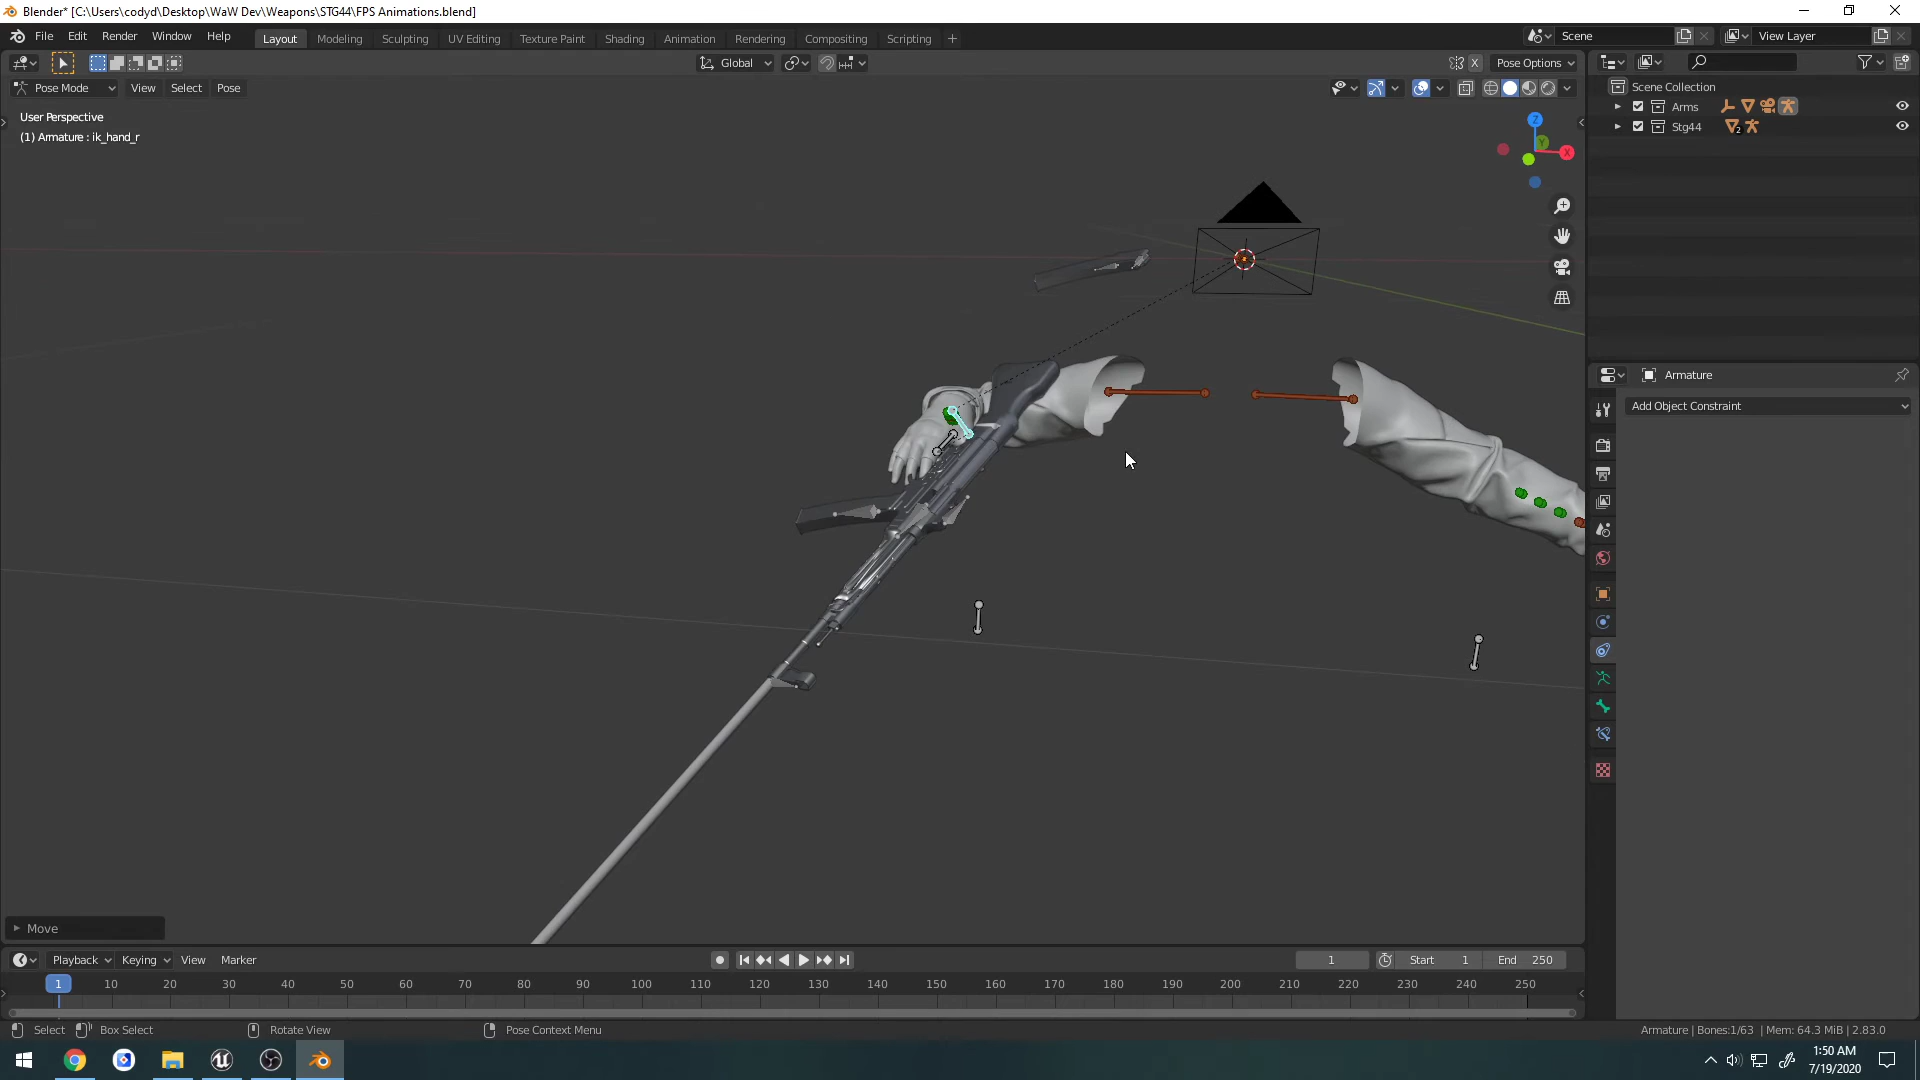 Blender* [C:\Users\codyd\Desktop\WaW Dev\Weapons\STG44\FPS Animations.blend]
File Edit Render Window Help Layout Modeling Sculpting UV Editing Texture Paint Shading Animation Rendering Compositing Scripting Scene View Layer
Global X Pose Options
Pose Mode View Select Pose
User Perspective
(1) Armature : ik_hand_r
Z
Y
X
Scene Collection
Arms
Stg44 2
Armature
Add Object Constraint
Move
Playback Keying View Marker 1 Start 1 End 250
1 10 20 30 40 50 60 70 80 90 100 110 120 130 140 150 160 170 180 190 200 210 220 230 240 250
Select Box Select Rotate View Pose Context Menu Armature | Bones:1/63 | Mem: 64.3 MiB | 2.83.0
1:50 AM
7/19/2020